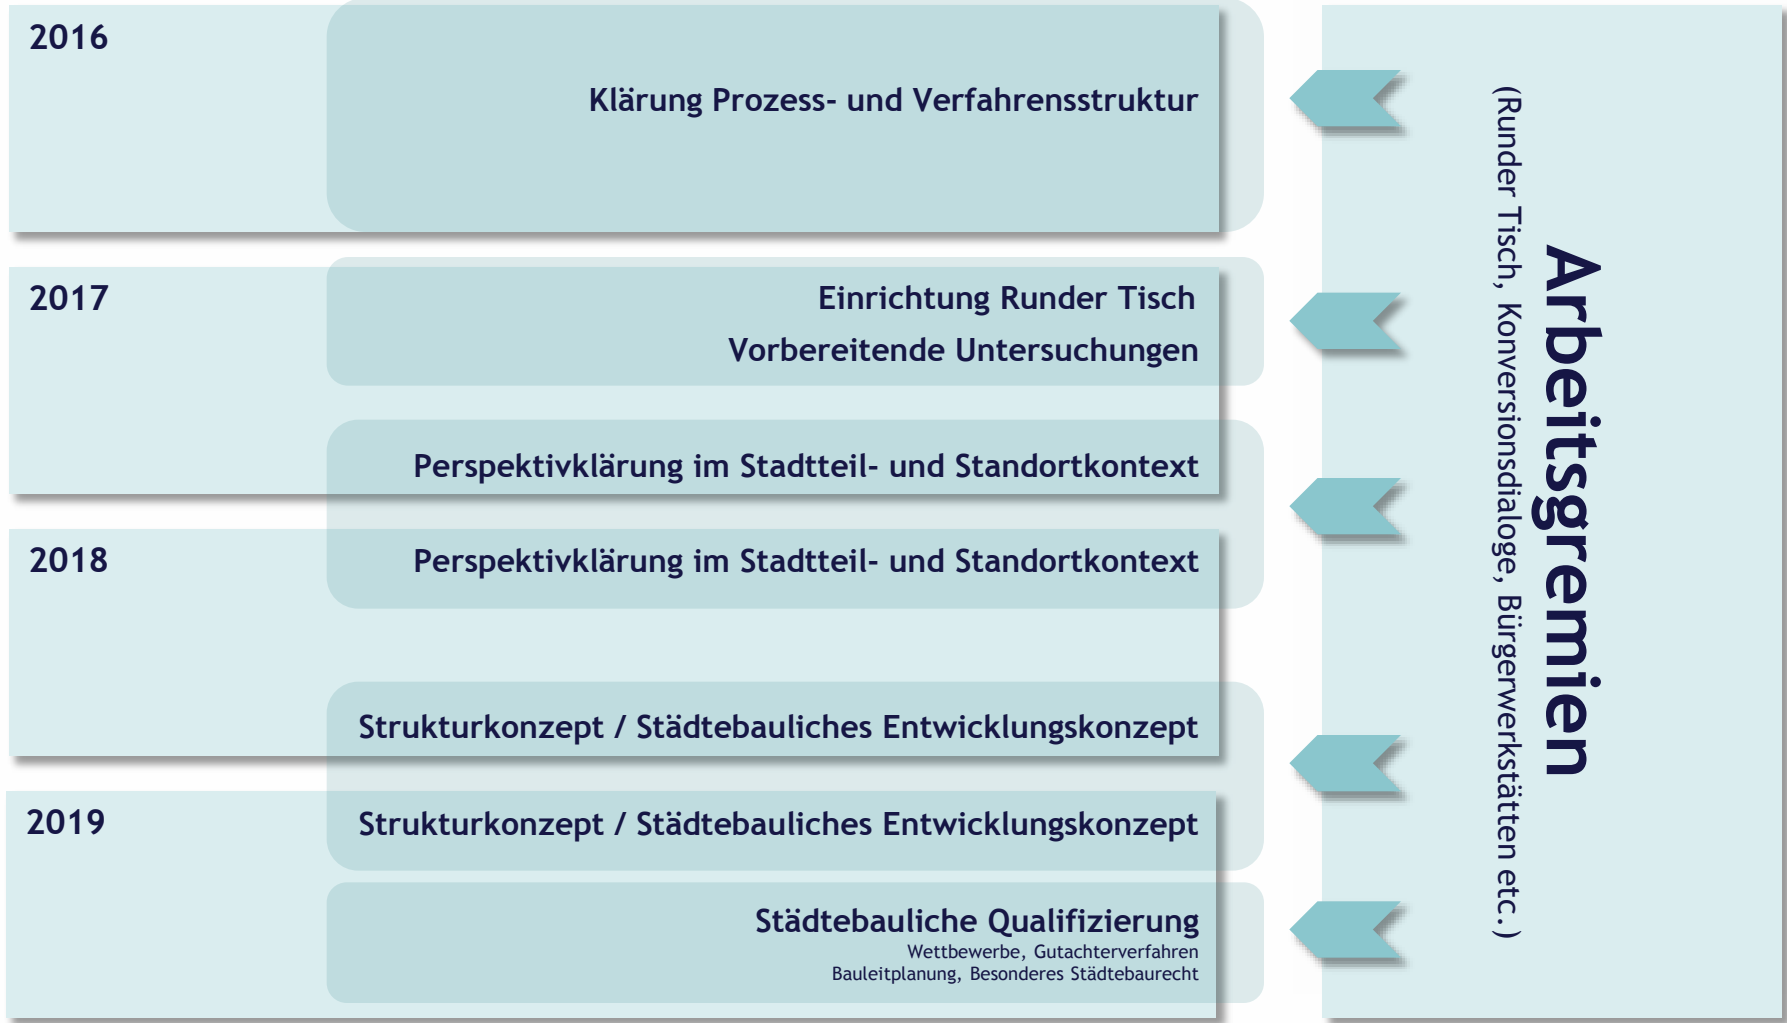 2016
Klärung Prozess- und Verfahrensstruktur
2017
Einrichtung Runder Tisch
Vorbereitende Untersuchungen
Perspektivklärung im Stadtteil- und Standortkontext
2018
Perspektivklärung im Stadtteil- und Standortkontext
Strukturkonzept / Städtebauliches Entwicklungskonzept
2019
Strukturkonzept / Städtebauliches Entwicklungskonzept
Städtebauliche Qualifizierung
Wettbewerbe, Gutachterverfahren
Bauleitplanung, Besonderes Städtebaurecht
Arbeitsgremien
(Runder Tisch, Konversionsdialoge, Bürgerwerkstätten etc.)